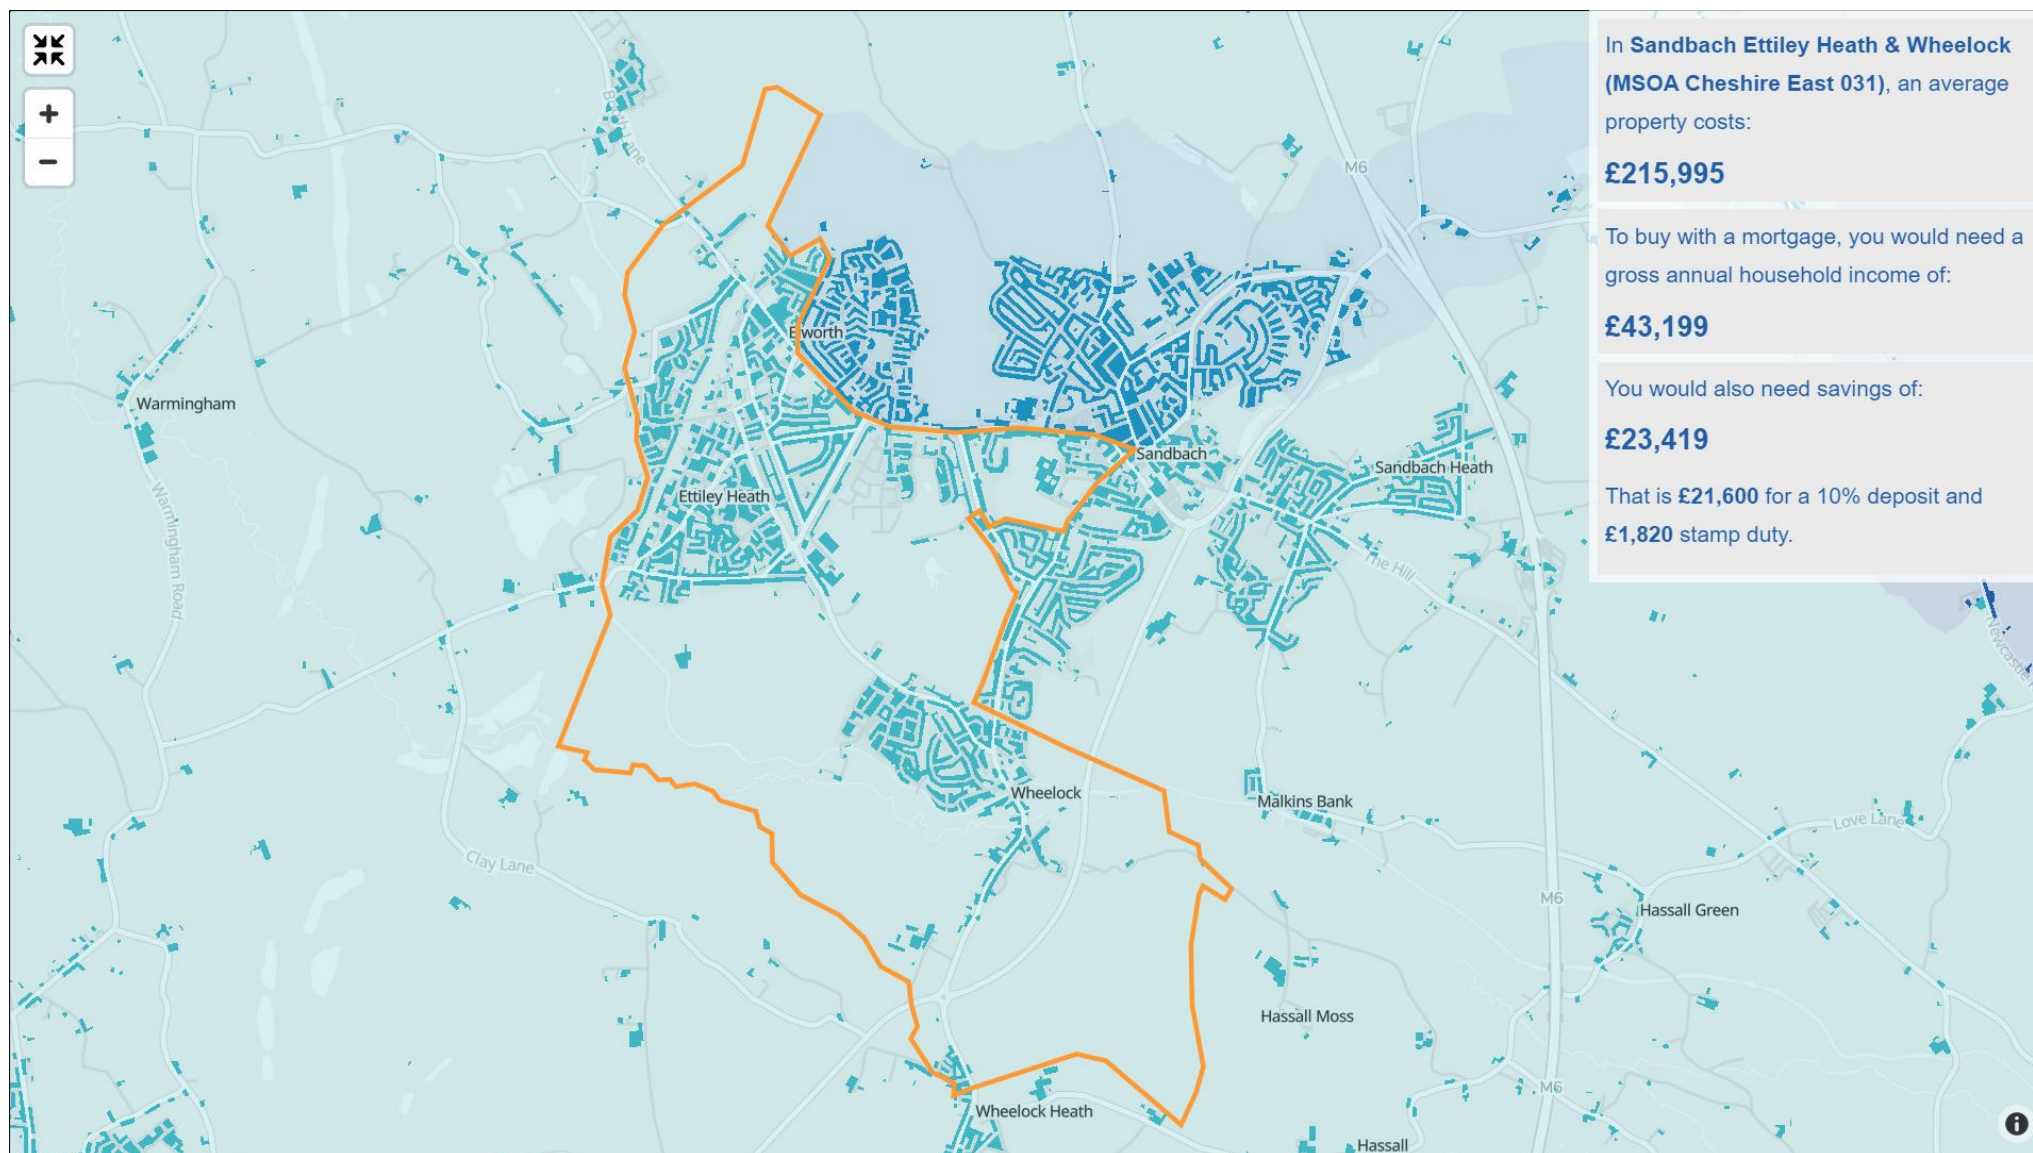 In Sandbach Ettiley Heath & Wheelock
(MSOA Cheshire East 031), an average
property costs:
£215,995
To buy with a mortgage, you would need a
gross annual household income of:
£43,199
You would also need savings of:
£23,419
That is £21,600 for a 10% deposit and
£1,820 stamp duty.
+
−
Booth Lane
M6
Elworth
Warmingham
Sandbach
Sandbach Heath
Ettiley Heath
Warmingham Road
The Hill
Wheelock
Malkins Bank
Love Lane
Clay Lane
M6
Hassall Green
Hassall Moss
M6
Wheelock Heath
Hassall